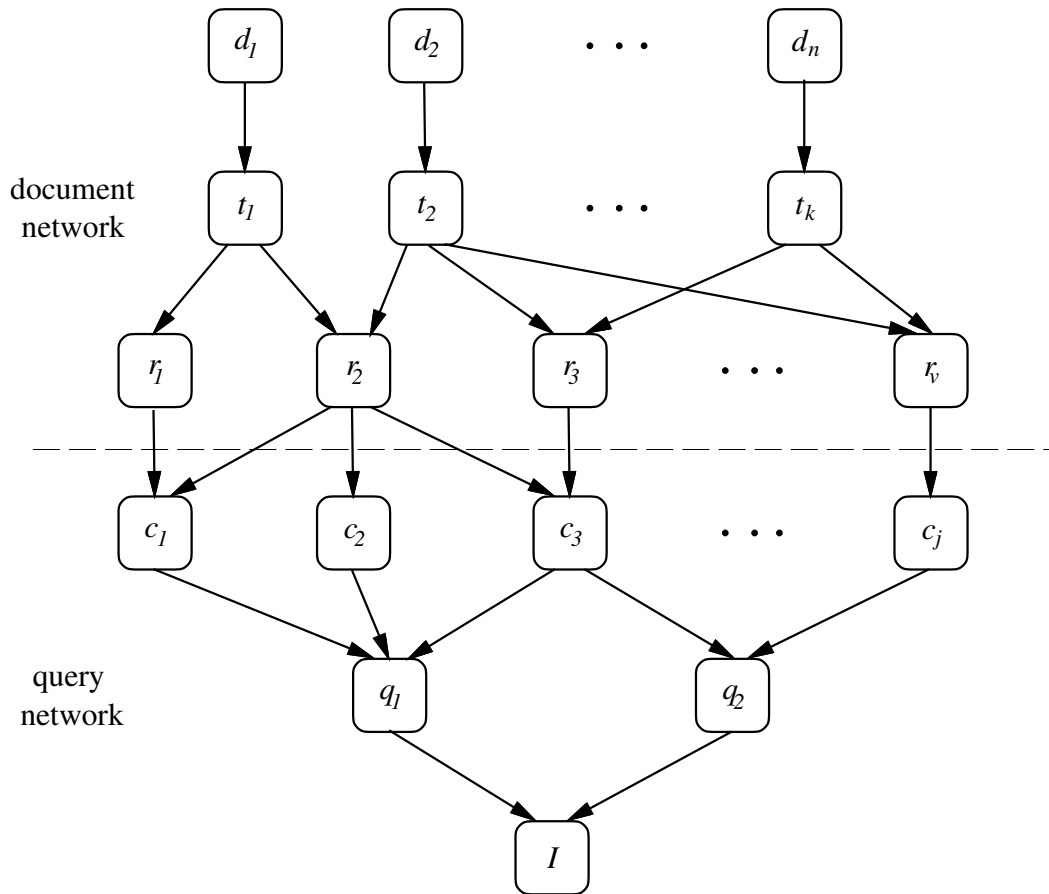 d1 d2 . . . dn
document
network
t1 t2 . . . tk
r1 r2 r3 . . . rv
c1 c2 c3 . . . cj
query
network
q1 q2
I